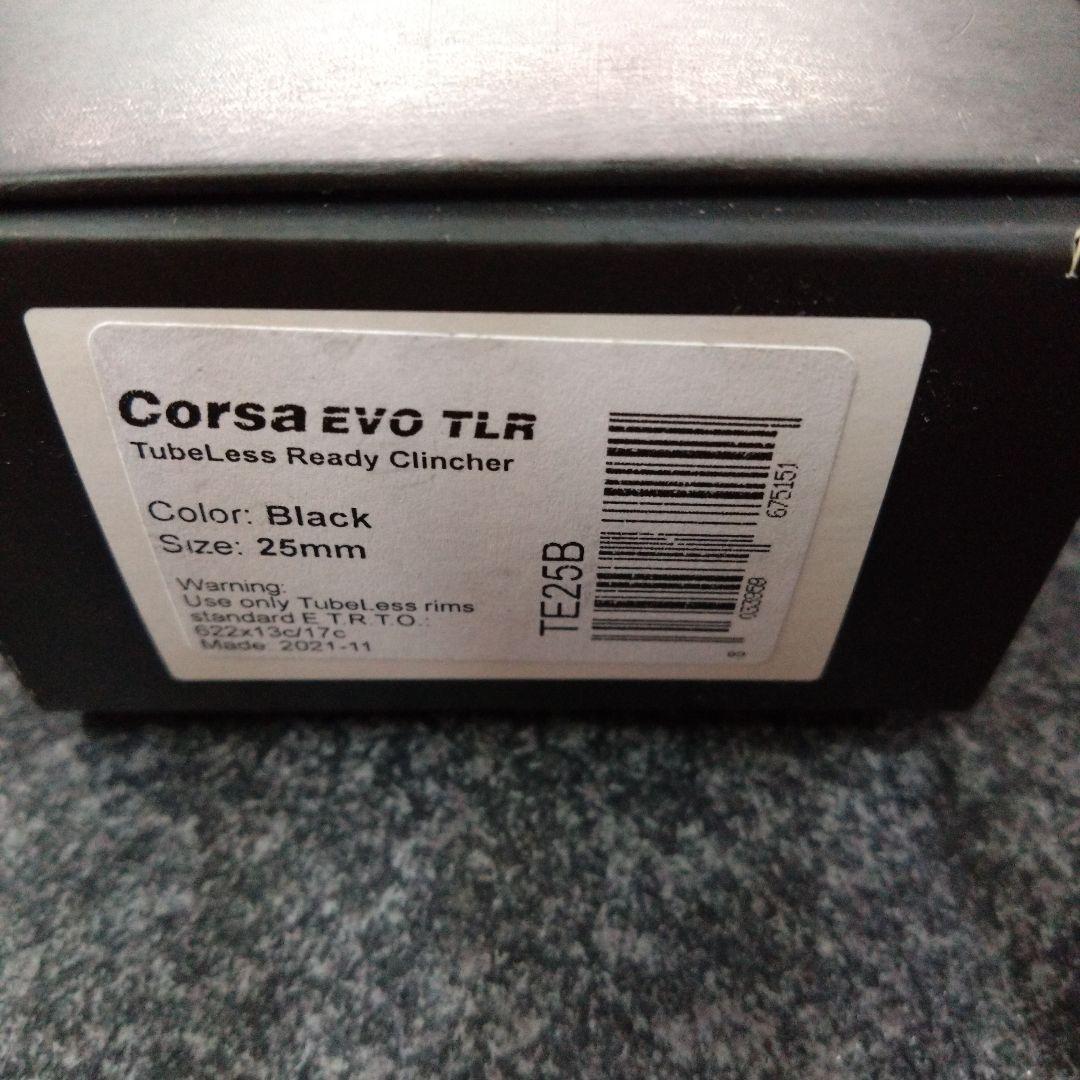 Corsa EVO TLR
TubeLess Ready Clincher
Color: Black
Size: 25mm
Warning:
Use only TubeLess rims
standard E.T.R.T.O.:
622x13c/17c
Made: 2021-11
TE25B
033959 675151